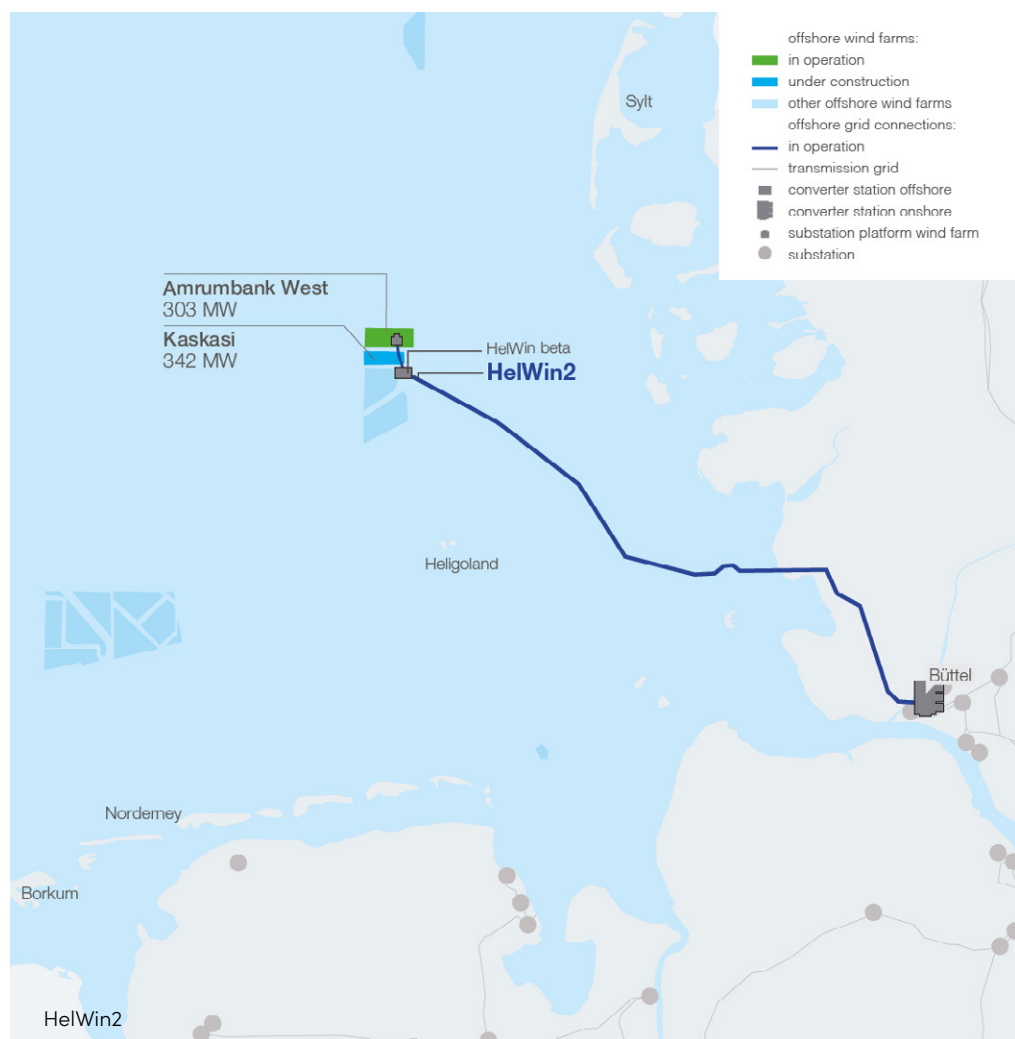 offshore wind farms:
in operation
under construction
other offshore wind farms
offshore grid connections:
in operation
transmission grid
converter station offshore
converter station onshore
substation platform wind farm
substation
Sylt
Amrumbank West
303 MW
Kaskasi
342 MW
HelWin beta
HelWin2
Heligoland
Büttel
Norderney
Borkum
HelWin2